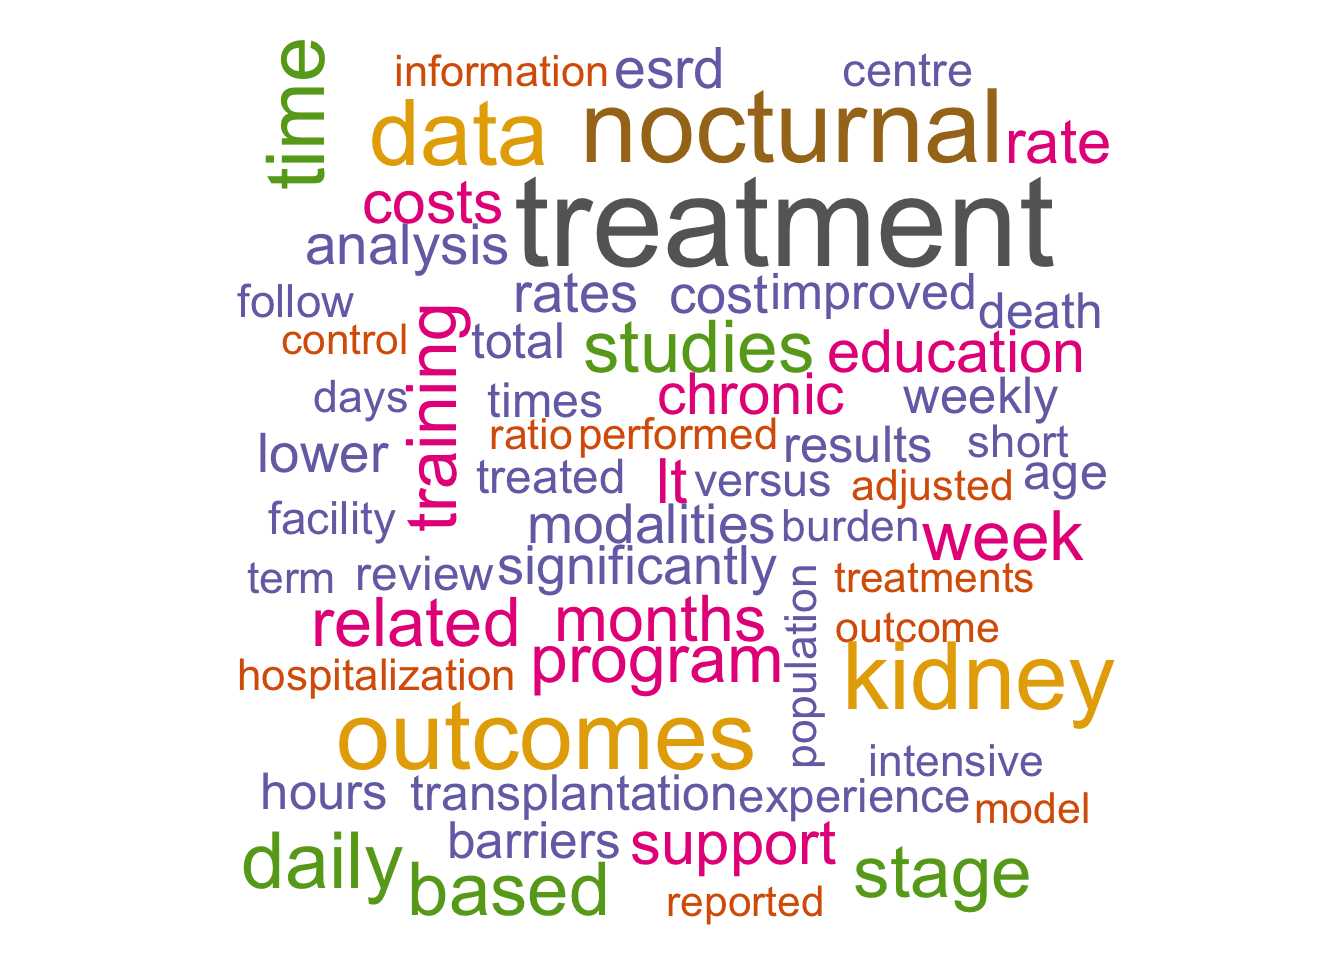 time
information esrd centre
data nocturnal rate
costs treatment
analysis
follow rates cost improved death
control training total studies education
days times chronic weekly
lower ratio performed results short
treated lt versus adjusted age
facility modalities burden week
term review significantly population treatments
related months outcome
hospitalization program kidney
outcomes intensive
hours transplantation experience model
daily barriers support stage
based reported